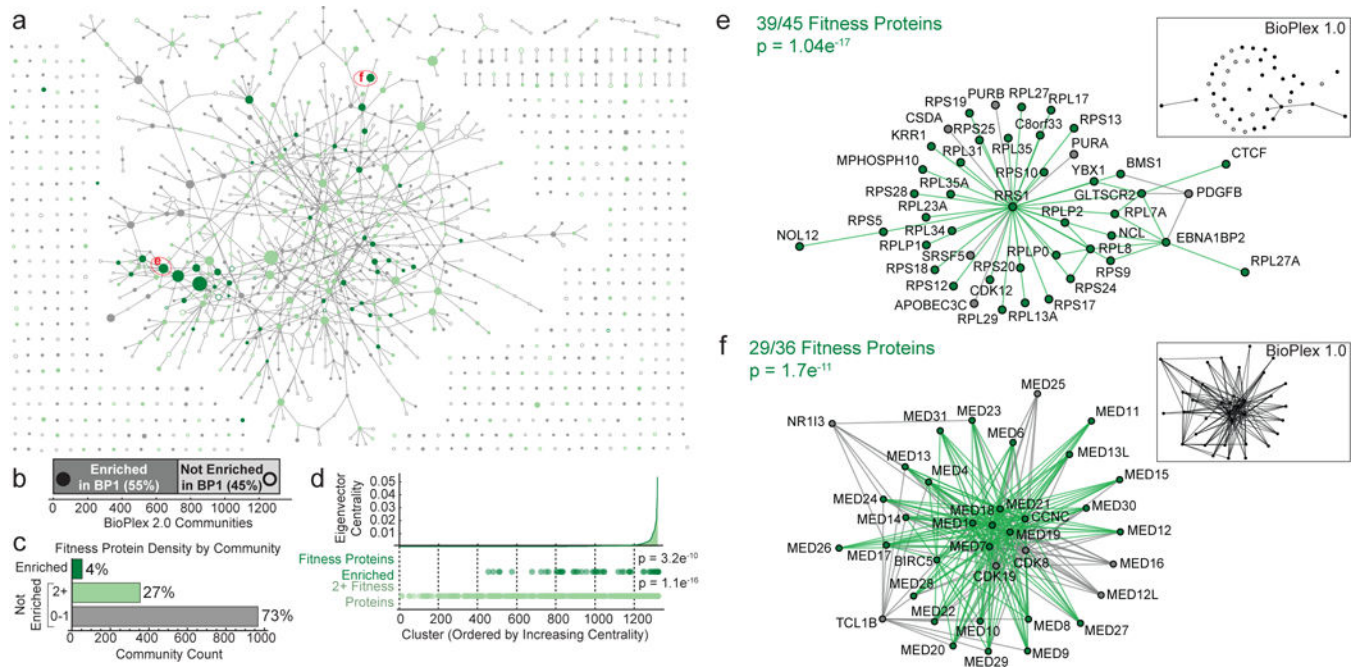 a
f
e
b
Enriched
in BP1 (55%)
Not Enriched
in BP1 (45%)
0 200 400 600 800 1000 1200
BioPlex 2.0 Communities
c
Fitness Protein Density by Community
Enriched
4%
Not
Enriched
2+
27%
0-1
73%
0 200 400 600 800 1000
Community Count
d
Eigenvector
Centrality
0.05
0.04
0.03
0.02
0.01
Fitness Proteins
Enriched
p = 3.2e-10
2+ Fitness
Proteins
p = 1.1e-16
0 200 400 600 800 1000 1200
Cluster (Ordered by Increasing Centrality)
e
39/45 Fitness Proteins
p = 1.04e-17
BioPlex 1.0
PURB
RPL27
RPL17
RPS19
CSDA
RPS25
C8orf33
RPS13
KRR1
RPL31
RPL35
PURA
MPHOSPH10
RPS10
YBX1
BMS1
CTCF
RPS28
RPL35A
RRS1
GLTSCR2
PDGFB
RPL23A
RPLP2
RPL7A
RPS5
RPL34
NCL
EBNA1BP2
NOL12
RPLP1
SRSF5
RPLP0
RPL8
RPS18
RPS20
RPS9
RPL27A
RPS12
CDK12
RPS24
APOBEC3C
RPS17
RPL29
RPL13A
f
29/36 Fitness Proteins
p = 1.7e-11
BioPlex 1.0
MED25
NR1I3
MED31
MED23
MED11
MED6
MED13
MED4
MED13L
MED15
MED24
MED21
MED30
MED14
MED18
CCNC
MED1
MED19
MED12
MED26
MED17
MED7
BIRC5
CDK8
MED16
CDK19
MED28
MED12L
TCL1B
MED22
MED10
MED8
MED27
MED20
MED29
MED9